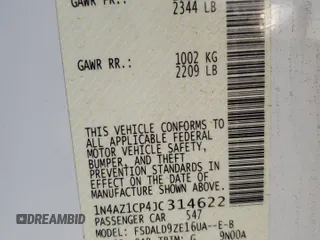 GAWR FR.:
2344 LB
GAWR RR.: 1002 KG
2209 LB
THIS VEHICLE CONFORMS TO
ALL APPLICABLE FEDERAL
MOTOR VEHICLE SAFETY,
BUMPER, AND THEFT
PREVENTION STANDARDS IN
EFFECT ON THE DATE OF
MANUFACTURE SHOWN ABOVE.
1N4AZ1CP4JC314622
PASSENGER CAR 547
MODEL: FSDALD9ZE16UA--E-B
TRIM: G 9N00A